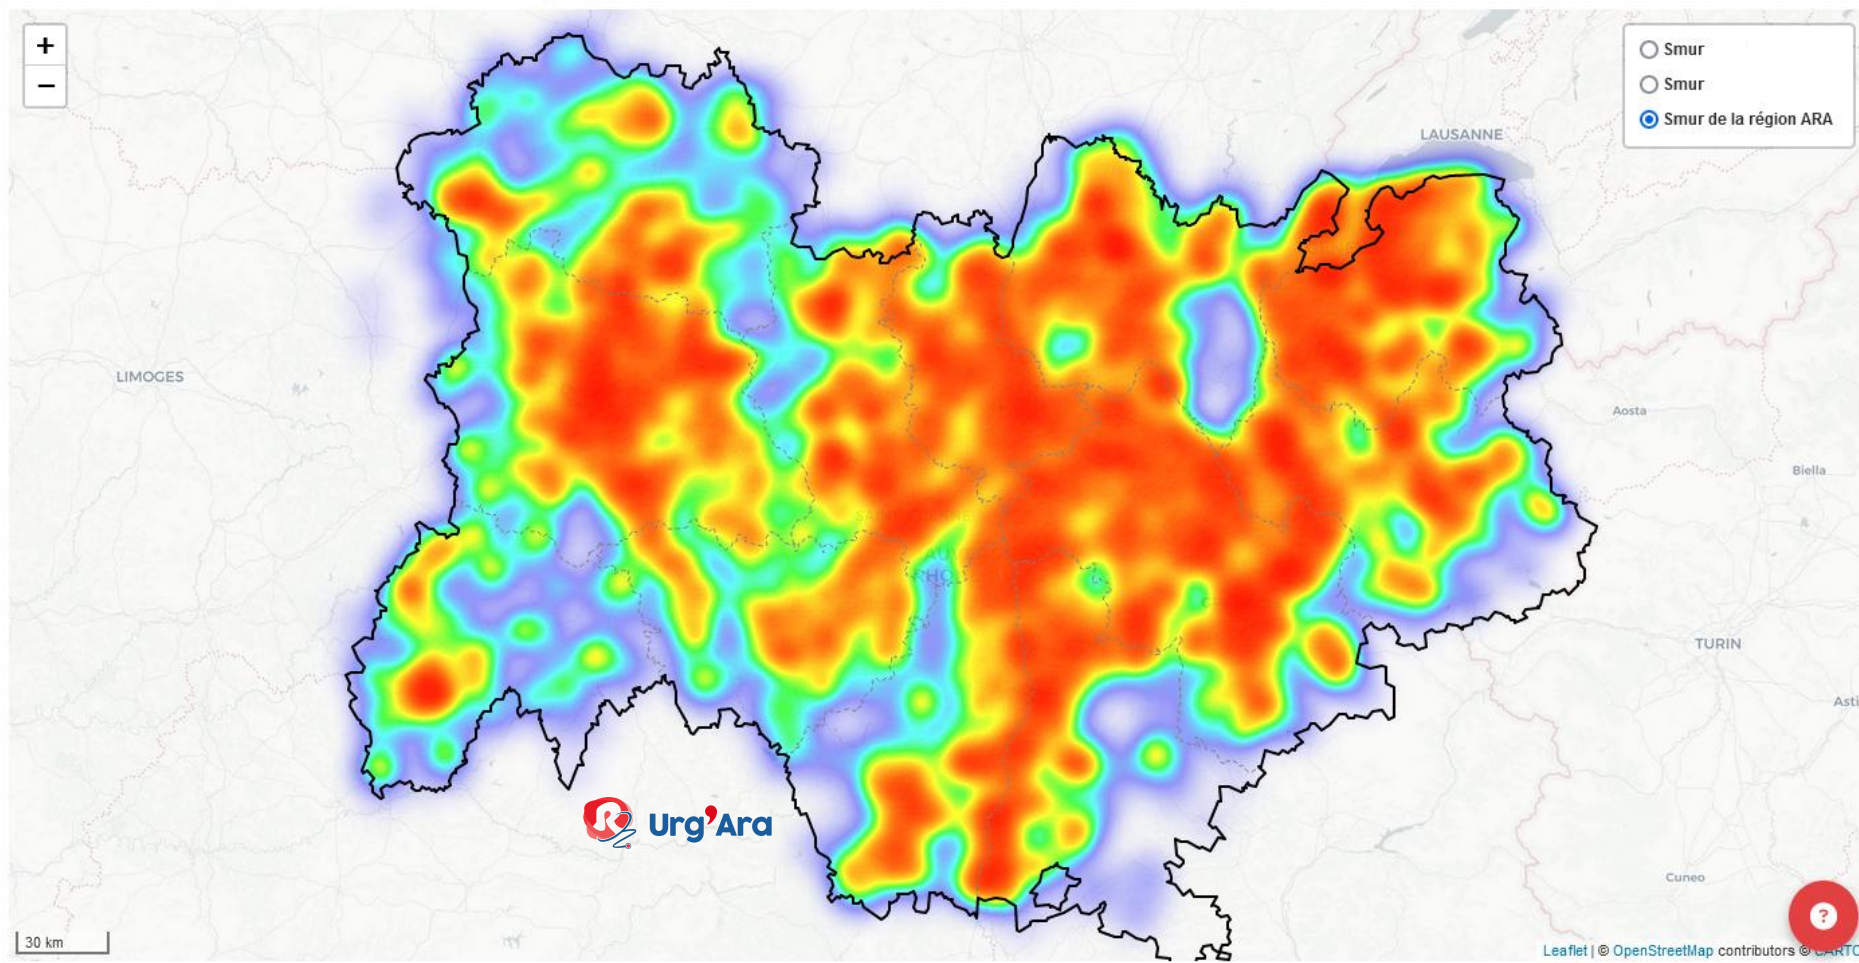 +
−
Smur
Smur
Smur de la région ARA
LAUSANNE
LIMOGES
Aosta
Biella
TURIN
Asti
Urg'Ara
Cuneo
?
30 km
Leaflet | © OpenStreetMap contributors © CARTO